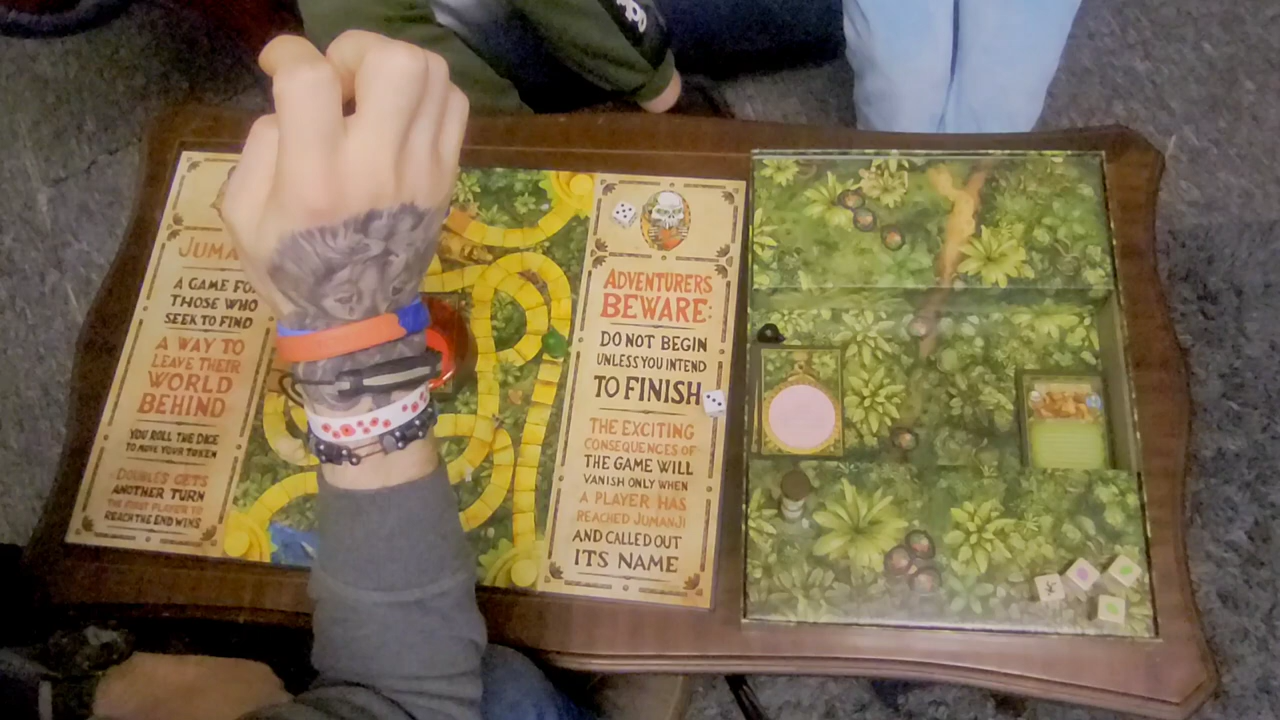 JUMA
A GAME FO
THOSE WHO
SEEK TO FIND
A WAY TO
LEAVE THEIR
WORLD
BEHIND
YOU ROLL THE DICE
TO MOVE YOUR TOKEN
DOUBLES GETS
ANOTHER TURN
THE FIRST PLAYER TO
REACH THE END WINS
ADVENTURERS
BEWARE:
DO NOT BEGIN
UNLESS YOU INTEND
TO FINISH
THE EXCITING
CONSEQUENCES OF
THE GAME WILL
VANISH ONLY WHEN
A PLAYER HAS
REACHED JUMANJI
AND CALLED OUT
ITS NAME